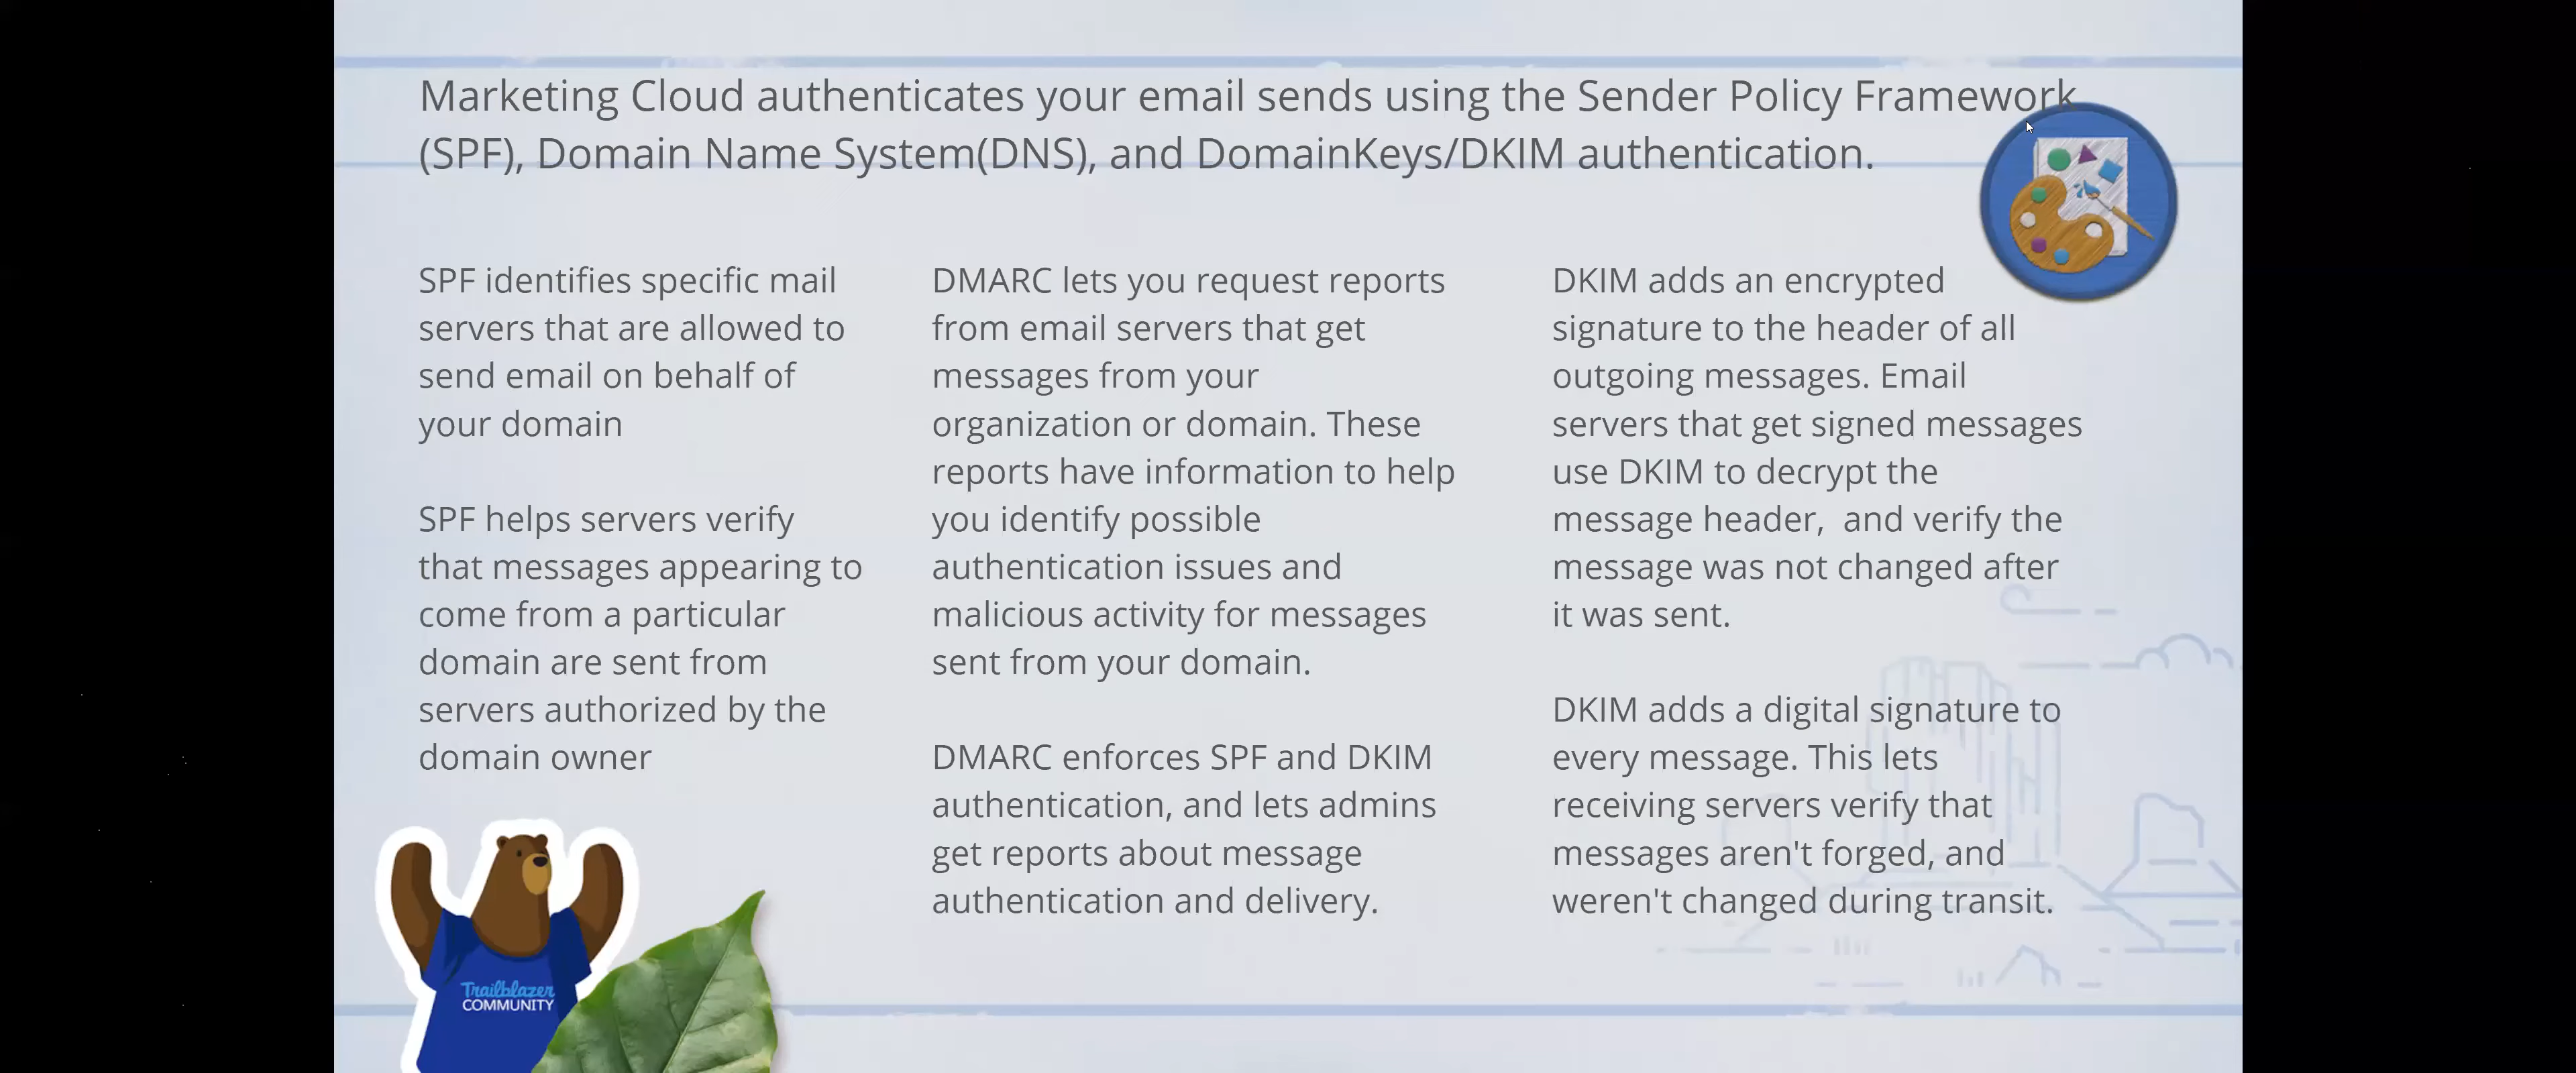 Marketing Cloud authenticates your email sends using the Sender Policy Framework
(SPF), Domain Name System(DNS), and DomainKeys/DKIM authentication.
SPF identifies specific mail
servers that are allowed to
send email on behalf of
your domain
SPF helps servers verify
that messages appearing to
come from a particular
domain are sent from
servers authorized by the
domain owner
DMARC lets you request reports
from email servers that get
messages from your
organization or domain. These
reports have information to help
you identify possible
authentication issues and
malicious activity for messages
sent from your domain.
DMARC enforces SPF and DKIM
authentication, and lets admins
get reports about message
authentication and delivery.
DKIM adds an encrypted
signature to the header of all
outgoing messages. Email
servers that get signed messages
use DKIM to decrypt the
message header,  and verify the
message was not changed after
it was sent.
DKIM adds a digital signature to
every message. This lets
receiving servers verify that
messages aren't forged, and
weren't changed during transit.
Trailblazer
COMMUNITY